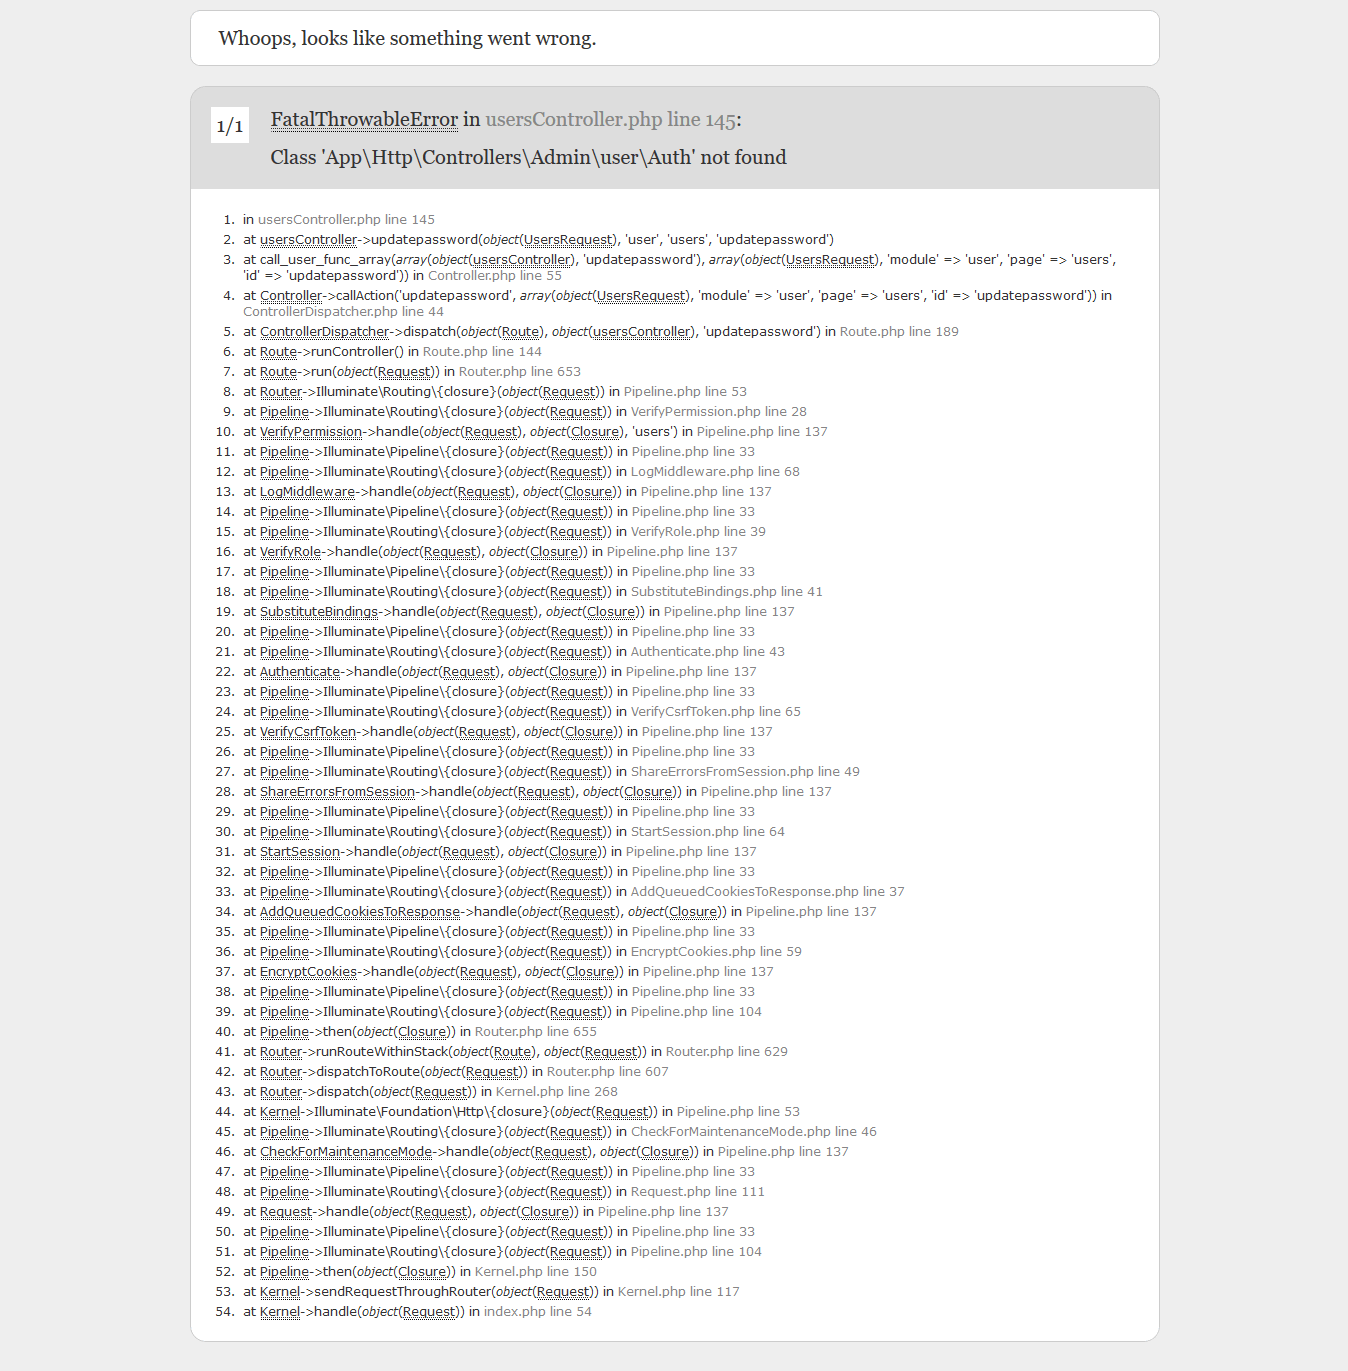 Whoops, looks like something went wrong.
1/1
FatalThrowableError in usersController.php line 145:
Class 'App\Http\Controllers\Admin\user\Auth' not found
1. in usersController.php line 145
2. at usersController->updatepassword(object(UsersRequest), 'user', 'users', 'updatepassword')
3. at call_user_func_array(array(object(usersController), 'updatepassword'), array(object(UsersRequest), 'module' => 'user', 'page' => 'users',
'id' => 'updatepassword')) in Controller.php line 55
4. at Controller->callAction('updatepassword', array(object(UsersRequest), 'module' => 'user', 'page' => 'users', 'id' => 'updatepassword')) in
ControllerDispatcher.php line 44
5. at ControllerDispatcher->dispatch(object(Route), object(usersController), 'updatepassword') in Route.php line 189
6. at Route->runController() in Route.php line 144
7. at Route->run(object(Request)) in Router.php line 653
8. at Router->Illuminate\Routing\{closure}(object(Request)) in Pipeline.php line 53
9. at Pipeline->Illuminate\Routing\{closure}(object(Request)) in VerifyPermission.php line 28
10. at VerifyPermission->handle(object(Request), object(Closure), 'users') in Pipeline.php line 137
11. at Pipeline->Illuminate\Pipeline\{closure}(object(Request)) in Pipeline.php line 33
12. at Pipeline->Illuminate\Routing\{closure}(object(Request)) in LogMiddleware.php line 68
13. at LogMiddleware->handle(object(Request), object(Closure)) in Pipeline.php line 137
14. at Pipeline->Illuminate\Pipeline\{closure}(object(Request)) in Pipeline.php line 33
15. at Pipeline->Illuminate\Routing\{closure}(object(Request)) in VerifyRole.php line 39
16. at VerifyRole->handle(object(Request), object(Closure)) in Pipeline.php line 137
17. at Pipeline->Illuminate\Pipeline\{closure}(object(Request)) in Pipeline.php line 33
18. at Pipeline->Illuminate\Routing\{closure}(object(Request)) in SubstituteBindings.php line 41
19. at SubstituteBindings->handle(object(Request), object(Closure)) in Pipeline.php line 137
20. at Pipeline->Illuminate\Pipeline\{closure}(object(Request)) in Pipeline.php line 33
21. at Pipeline->Illuminate\Routing\{closure}(object(Request)) in Authenticate.php line 43
22. at Authenticate->handle(object(Request), object(Closure)) in Pipeline.php line 137
23. at Pipeline->Illuminate\Pipeline\{closure}(object(Request)) in Pipeline.php line 33
24. at Pipeline->Illuminate\Routing\{closure}(object(Request)) in VerifyCsrfToken.php line 65
25. at VerifyCsrfToken->handle(object(Request), object(Closure)) in Pipeline.php line 137
26. at Pipeline->Illuminate\Pipeline\{closure}(object(Request)) in Pipeline.php line 33
27. at Pipeline->Illuminate\Routing\{closure}(object(Request)) in ShareErrorsFromSession.php line 49
28. at ShareErrorsFromSession->handle(object(Request), object(Closure)) in Pipeline.php line 137
29. at Pipeline->Illuminate\Pipeline\{closure}(object(Request)) in Pipeline.php line 33
30. at Pipeline->Illuminate\Routing\{closure}(object(Request)) in StartSession.php line 64
31. at StartSession->handle(object(Request), object(Closure)) in Pipeline.php line 137
32. at Pipeline->Illuminate\Pipeline\{closure}(object(Request)) in Pipeline.php line 33
33. at Pipeline->Illuminate\Routing\{closure}(object(Request)) in AddQueuedCookiesToResponse.php line 37
34. at AddQueuedCookiesToResponse->handle(object(Request), object(Closure)) in Pipeline.php line 137
35. at Pipeline->Illuminate\Pipeline\{closure}(object(Request)) in Pipeline.php line 33
36. at Pipeline->Illuminate\Routing\{closure}(object(Request)) in EncryptCookies.php line 59
37. at EncryptCookies->handle(object(Request), object(Closure)) in Pipeline.php line 137
38. at Pipeline->Illuminate\Pipeline\{closure}(object(Request)) in Pipeline.php line 33
39. at Pipeline->Illuminate\Routing\{closure}(object(Request)) in Pipeline.php line 104
40. at Pipeline->then(object(Closure)) in Router.php line 655
41. at Router->runRouteWithinStack(object(Route), object(Request)) in Router.php line 629
42. at Router->dispatchToRoute(object(Request)) in Router.php line 607
43. at Router->dispatch(object(Request)) in Kernel.php line 268
44. at Kernel->Illuminate\Foundation\Http\{closure}(object(Request)) in Pipeline.php line 53
45. at Pipeline->Illuminate\Routing\{closure}(object(Request)) in CheckForMaintenanceMode.php line 46
46. at CheckForMaintenanceMode->handle(object(Request), object(Closure)) in Pipeline.php line 137
47. at Pipeline->Illuminate\Pipeline\{closure}(object(Request)) in Pipeline.php line 33
48. at Pipeline->Illuminate\Routing\{closure}(object(Request)) in Request.php line 111
49. at Request->handle(object(Request), object(Closure)) in Pipeline.php line 137
50. at Pipeline->Illuminate\Pipeline\{closure}(object(Request)) in Pipeline.php line 33
51. at Pipeline->Illuminate\Routing\{closure}(object(Request)) in Pipeline.php line 104
52. at Pipeline->then(object(Closure)) in Kernel.php line 150
53. at Kernel->sendRequestThroughRouter(object(Request)) in Kernel.php line 117
54. at Kernel->handle(object(Request)) in index.php line 54